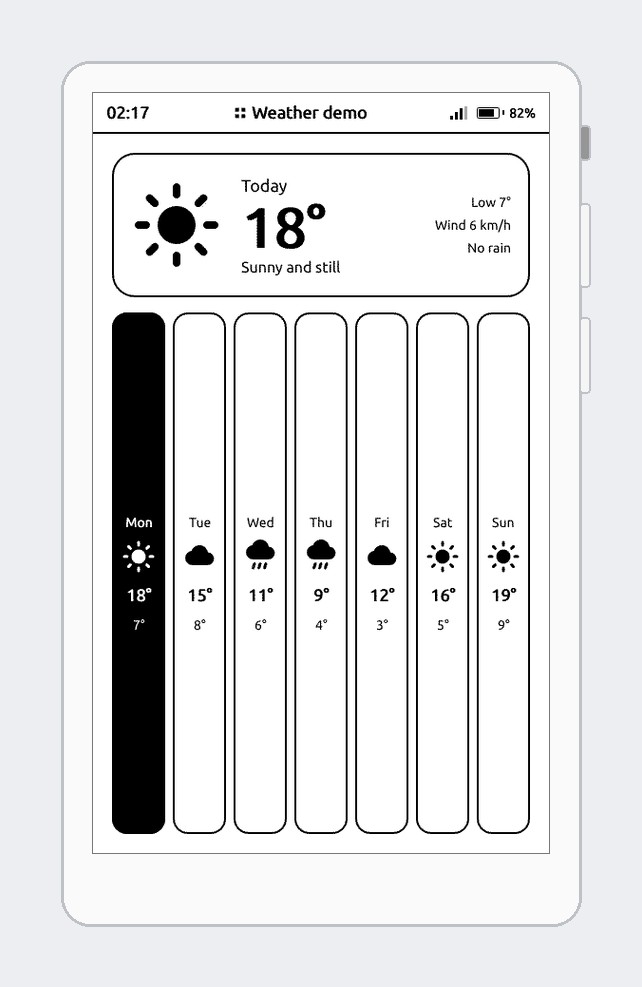 02:17 Weather demo 82%
Today
18°
Sunny and still
Low 7°
Wind 6 km/h
No rain
Mon Tue Wed Thu Fri Sat Sun
18° 15° 11° 9° 12° 16° 19°
7° 8° 6° 4° 3° 5° 9°